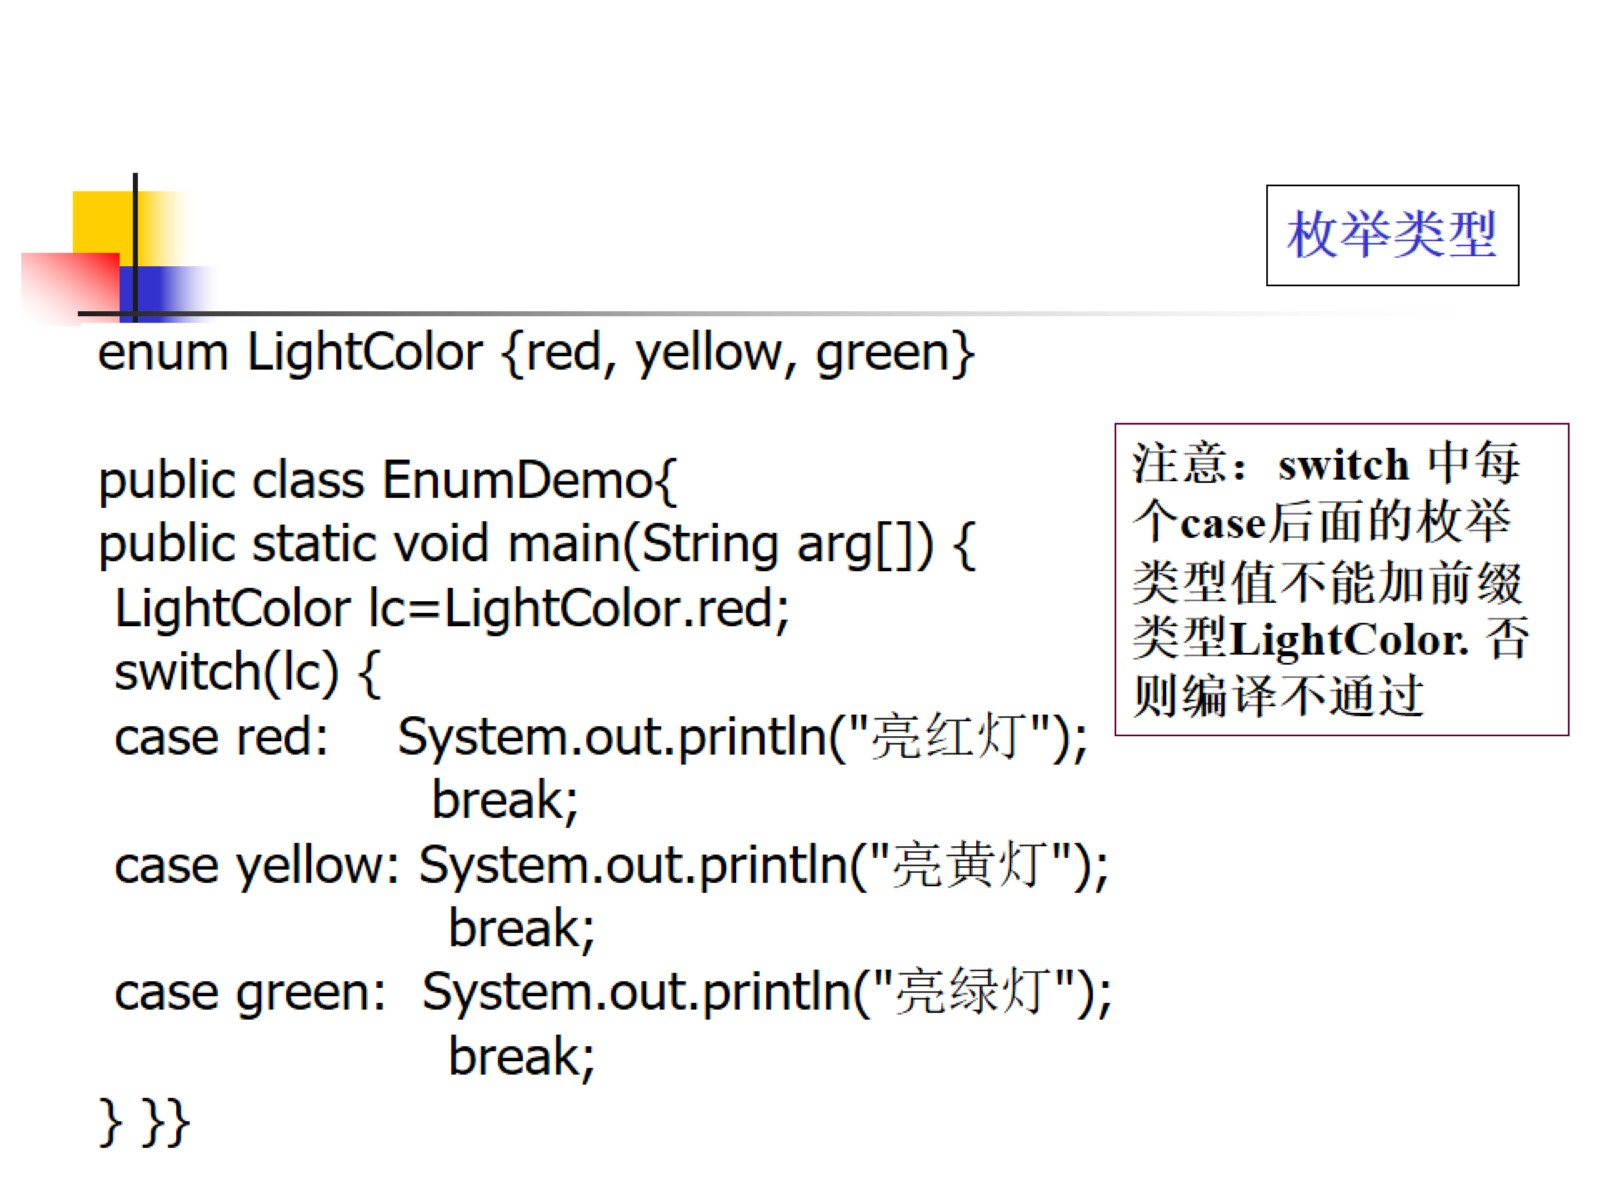 枚举类型
enum LightColor {red, yellow, green}
public class EnumDemo{
public static void main(String arg[]) {
LightColor lc=LightColor.red;
switch(lc) {
case red: System.out.println("亮红灯");
break;
case yellow: System.out.println("亮黄灯");
break;
case green: System.out.println("亮绿灯");
break;
} }}
注意：switch 中每
个case后面的枚举
类型值不能加前缀
类型LightColor. 否
则编译不通过